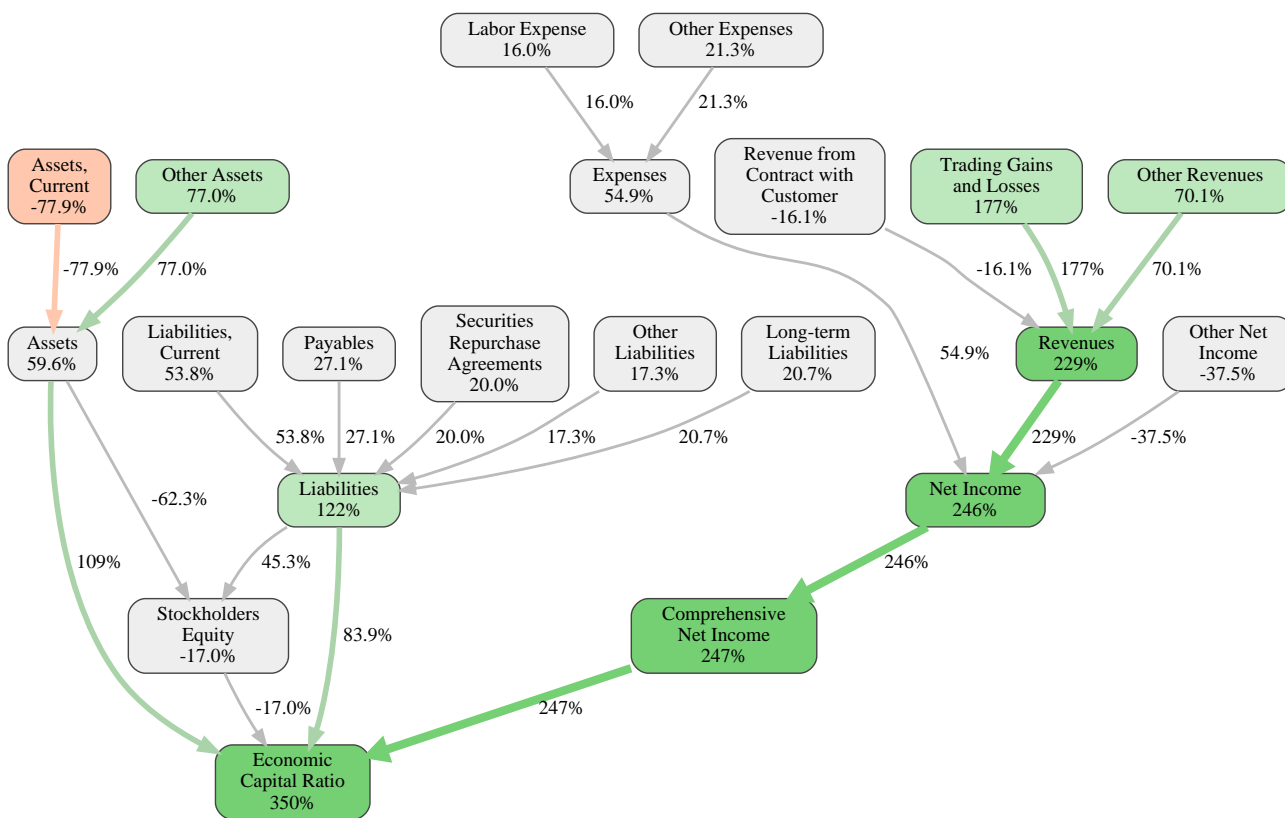 Labor Expense
16.0%
Other Expenses
21.3%
16.0%
21.3%
Assets,
Current
-77.9%
Other Assets
77.0%
Expenses
54.9%
Revenue from
Contract with
Customer
-16.1%
Trading Gains
and Losses
177%
Other Revenues
70.1%
-77.9%
77.0%
-16.1%
177%
70.1%
Assets
59.6%
Liabilities,
Current
53.8%
Payables
27.1%
Securities
Repurchase
Agreements
20.0%
Other
Liabilities
17.3%
Long-term
Liabilities
20.7%
54.9%
Revenues
229%
Other Net
Income
-37.5%
53.8%
27.1%
20.0%
17.3%
20.7%
229%
-37.5%
-62.3%
Liabilities
122%
Net Income
246%
109%
45.3%
246%
Stockholders
Equity
-17.0%
83.9%
Comprehensive
Net Income
247%
-17.0%
247%
Economic
Capital Ratio
350%